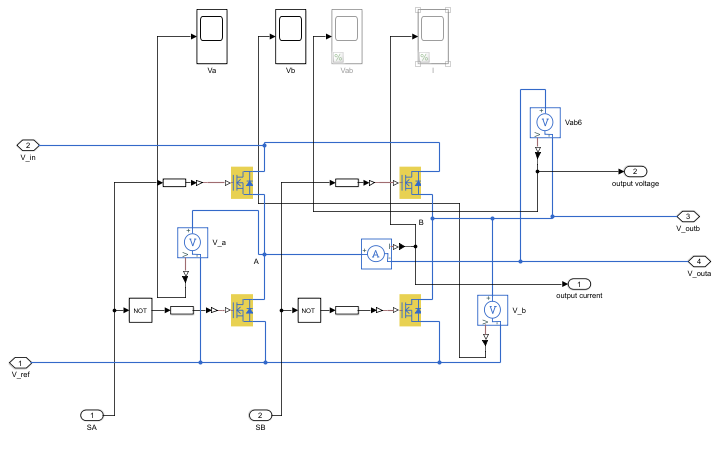 Va
Vb
%
Vab
%
I
+
V
V
Vab6
2
V_in
2
output voltage
+
V
V
V_a
B
3
V_outb
A
+
A
I
4
V_outa
1
output current
NOT
NOT
+
V
V
V_b
1
V_ref
1
SA
2
SB